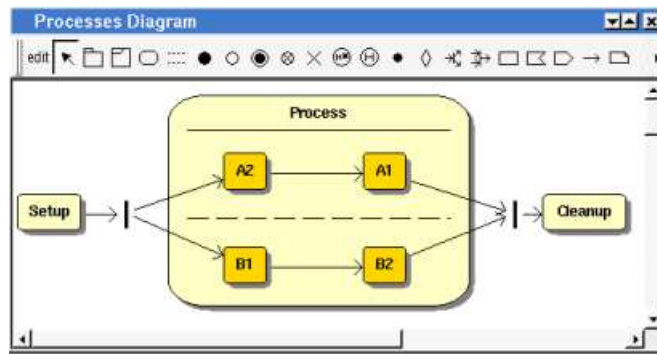 Processes Diagram
edit
Process
A2 A1
Setup Cleanup
B1 B2